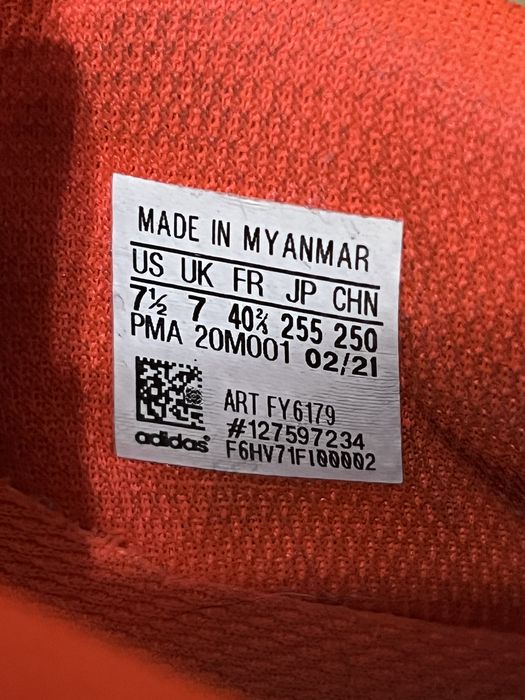 MADE IN MYANMAR
US UK FR JP CHN
7½ 7 40⅔ 255 250
PMA 20M001 02/21
ART FY6179
#127597234
adidas F6HV71FI00002